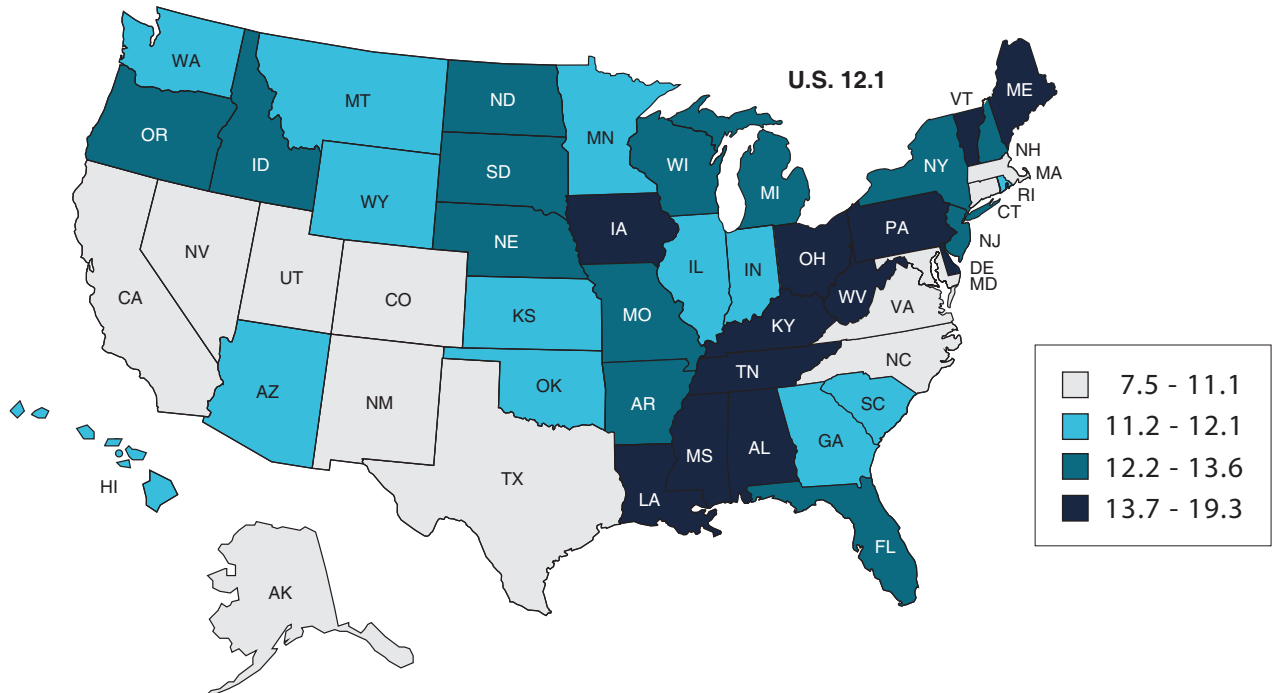 U.S. 12.1
WA
MT
ND
MN
VT
ME
OR
ID
SD
WI
MI
NY
NH
MA
RI
CT
WY
NE
IA
PA
NJ
NV
UT
CO
IL
IN
OH
DE
MD
CA
KS
MO
KY
WV
VA
AZ
NM
OK
AR
TN
NC
SC
TX
LA
MS
AL
GA
FL
HI
AK
7.5 - 11.1
11.2 - 12.1
12.2 - 13.6
13.7 - 19.3